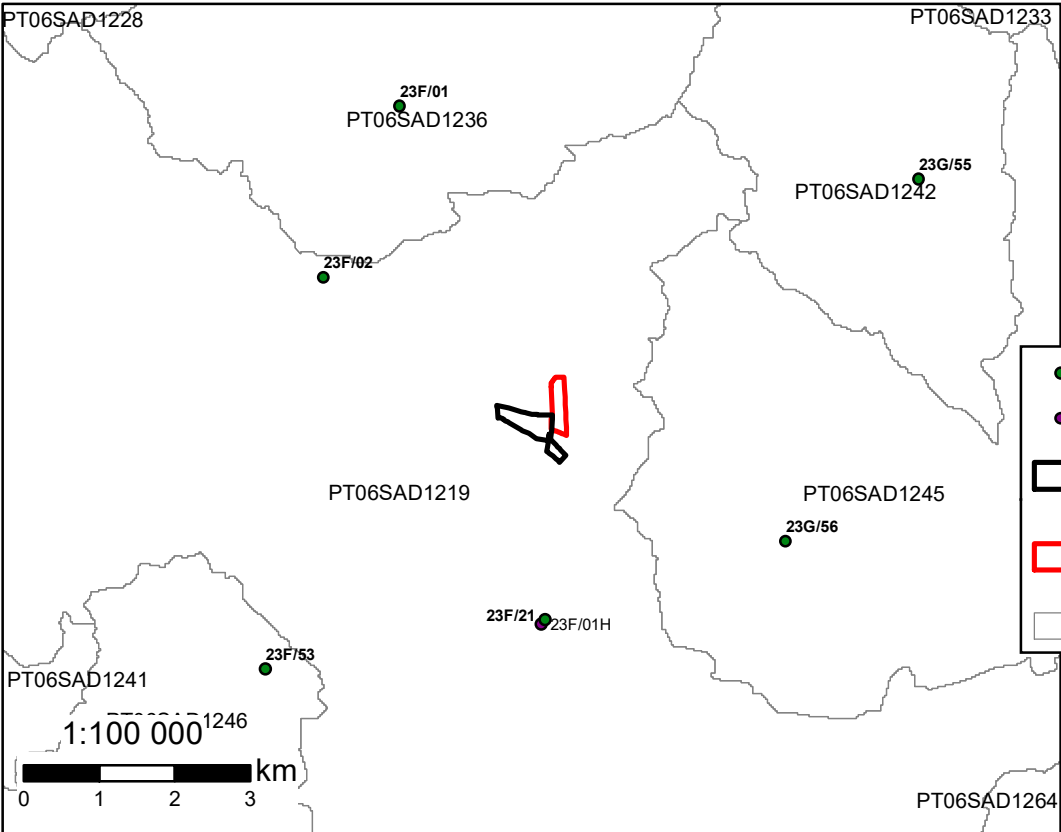 PT06SAD1228
PT06SAD1233
23F/01
PT06SAD1236
23G/55
PT06SAD1242
23F/02
PT06SAD1219
PT06SAD1245
23G/56
23F/21
23F/01H
23F/53
PT06SAD1241
PT06SAD1246
1:100 000
km
0 1 2 3
PT06SAD1264